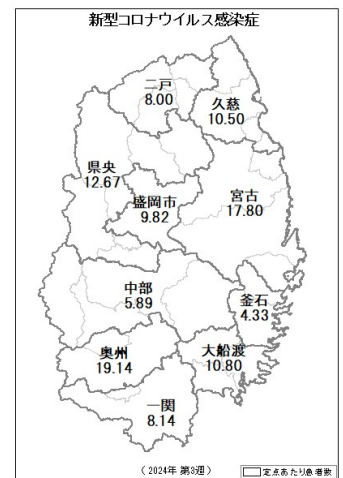 新型コロナウイルス感染症
二戸
8.00
久慈
10.50
県央
12.67
盛岡市
9.82
宮古
17.80
中部
5.89
釜石
4.33
奥州
19.14
大船渡
10.80
一関
8.14
(2024年 第3週)
定点あたり患者数